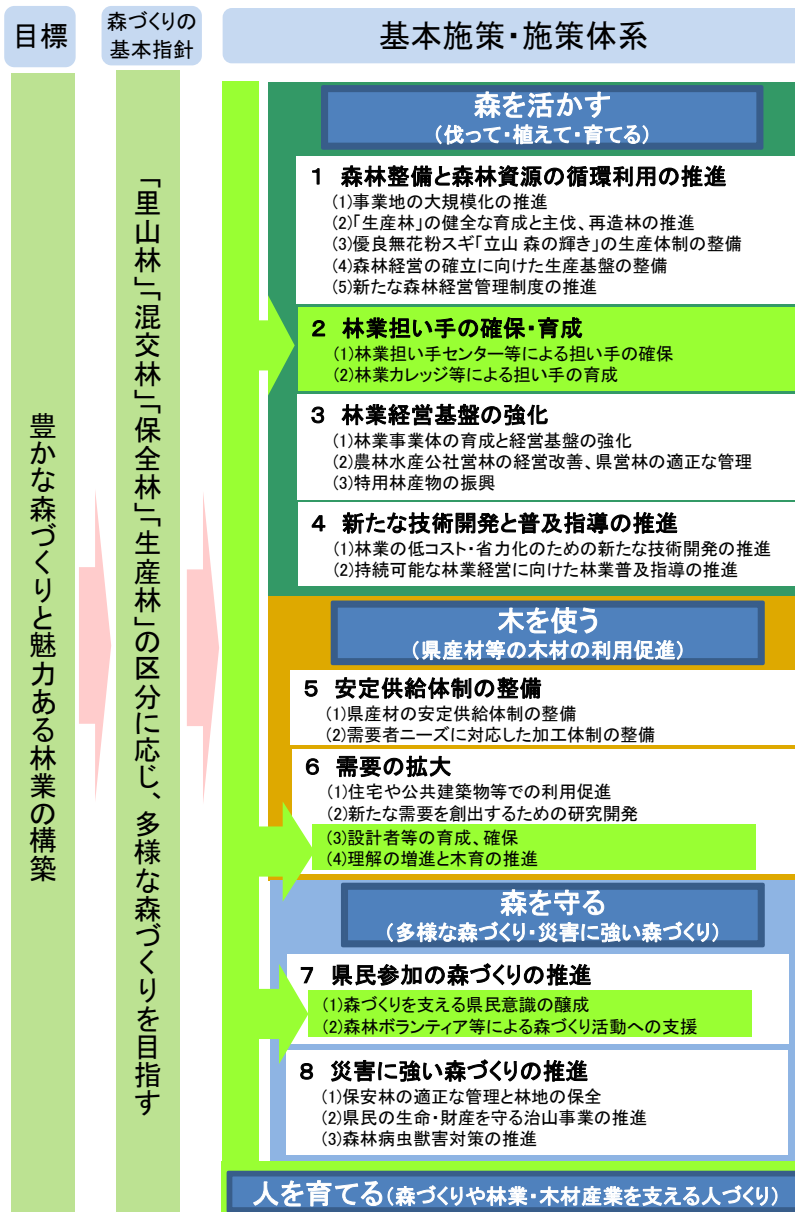 目標
森づくりの
基本指針
基本施策・施策体系
豊かな森づくりと魅力ある林業の構築
「里山林」「混交林」「保全林」「生産林」の区分に応じ、多様な森づくりを目指す
森を活かす
(伐って・植えて・育てる)
1 森林整備と森林資源の循環利用の推進
(1)事業地の大規模化の推進
(2)「生産林」の健全な育成と主伐、再造林の推進
(3)優良無花粉スギ「立山 森の輝き」の生産体制の整備
(4)森林経営の確立に向けた生産基盤の整備
(5)新たな森林経営管理制度の推進
2 林業担い手の確保・育成
(1)林業担い手センター等による担い手の確保
(2)林業カレッジ等による担い手の育成
3 林業経営基盤の強化
(1)林業事業体の育成と経営基盤の強化
(2)農林水産公社営林の経営改善、県営林の適正な管理
(3)特用林産物の振興
4 新たな技術開発と普及指導の推進
(1)林業の低コスト・省力化のための新たな技術開発の推進
(2)持続可能な林業経営に向けた林業普及指導の推進
木を使う
(県産材等の木材の利用促進)
5 安定供給体制の整備
(1)県産材の安定供給体制の整備
(2)需要者ニーズに対応した加工体制の整備
6 需要の拡大
(1)住宅や公共建築物等での利用促進
(2)新たな需要を創出するための研究開発
(3)設計者等の育成、確保
(4)理解の増進と木育の推進
森を守る
(多様な森づくり・災害に強い森づくり)
7 県民参加の森づくりの推進
(1)森づくりを支える県民意識の醸成
(2)森林ボランティア等による森づくり活動への支援
8 災害に強い森づくりの推進
(1)保安林の適正な管理と林地の保全
(2)県民の生命・財産を守る治山事業の推進
(3)森林病虫獣害対策の推進
人を育てる(森づくりや林業・木材産業を支える人づくり)